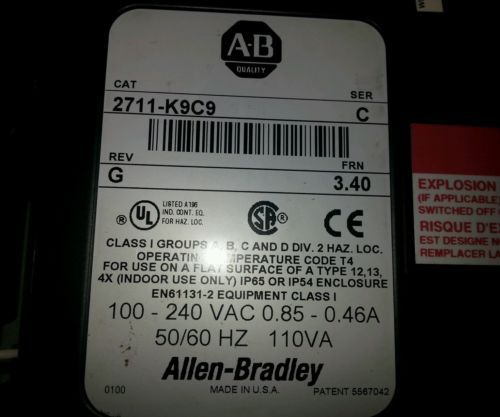 A-B
QUALITY
CAT
SER
2711-K9C9
C
REV
FRN
G
3.40
UL
LISTED A196
IND. CONT. EQ.
FOR HAZ. LOC.
SA
CE
CLASS I GROUPS A, B, C AND D DIV. 2 HAZ. LOC.
OPERATING TEMPERATURE CODE T4
FOR USE ON A FLAT SURFACE OF A TYPE 12,13,
4X (INDOOR USE ONLY) IP65 OR IP54 ENCLOSURE
EN61131-2 EQUIPMENT CLASS I
100 - 240 VAC 0.85 - 0.46A
50/60 HZ 110VA
Allen-Bradley
0100
MADE IN U.S.A.
PATENT 5567042
EXPLOSION
(IF APPLICABLE)
SWITCHED OFF
RISQUE D'E
EST DESIGNE
REMPLACER LA